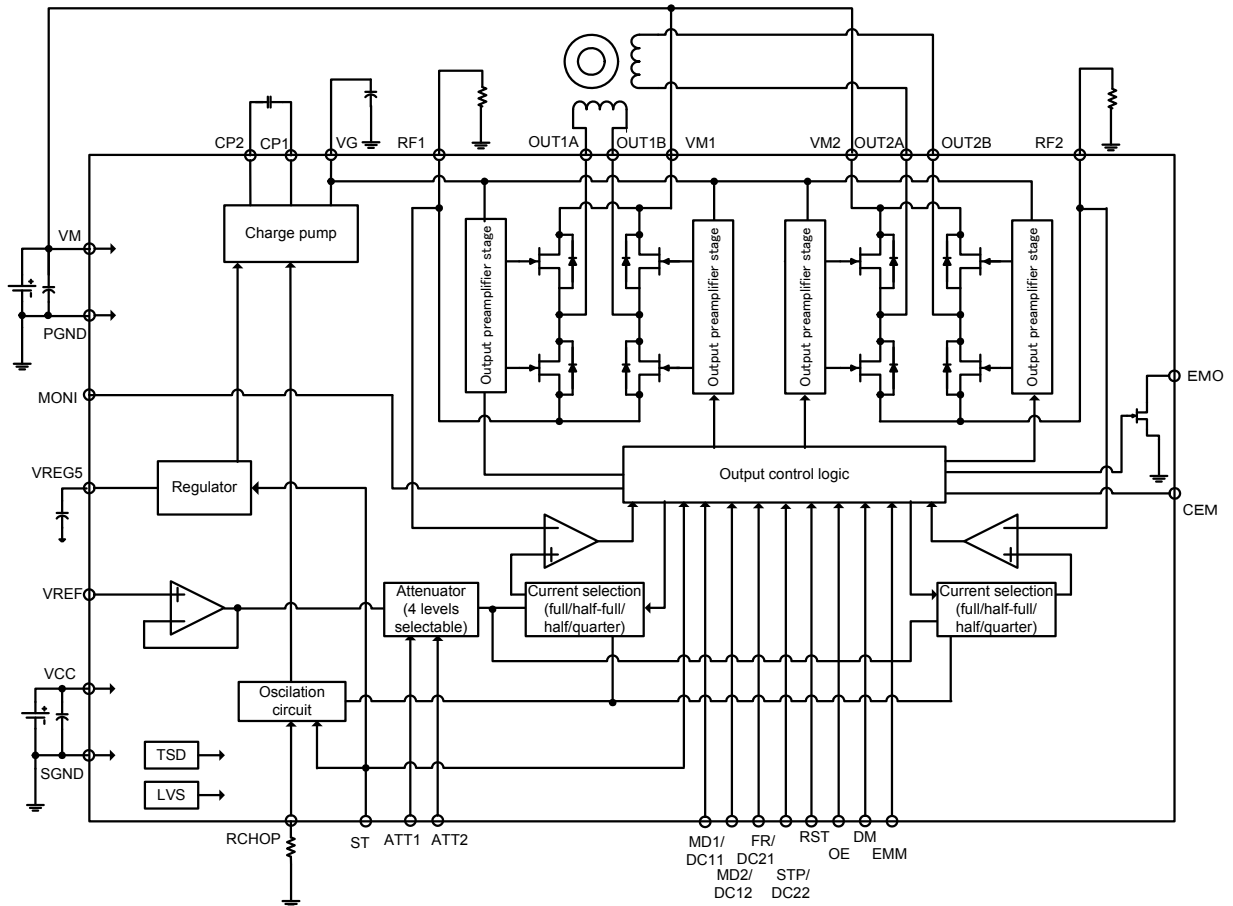 CP2
CP1
VG
RF1
OUT1A
OUT1B
VM1
VM2
OUT2A
OUT2B
RF2
VM
PGND
MONI
VREG5
VREF
VCC
SGND
Charge pump
Output preamplifier stage
Output preamplifier stage
Output preamplifier stage
Output preamplifier stage
EMO
CEM
Regulator
Output control logic
Attenuator
(4 levels
selectable)
Current selection
(full/half-full/
half/quarter)
Current selection
(full/half-full/
half/quarter)
Oscilation
circuit
TSD
LVS
RCHOP
ST
ATT1
ATT2
MD1/
DC11
MD2/
DC12
FR/
DC21
STP/
DC22
RST
OE
DM
EMM